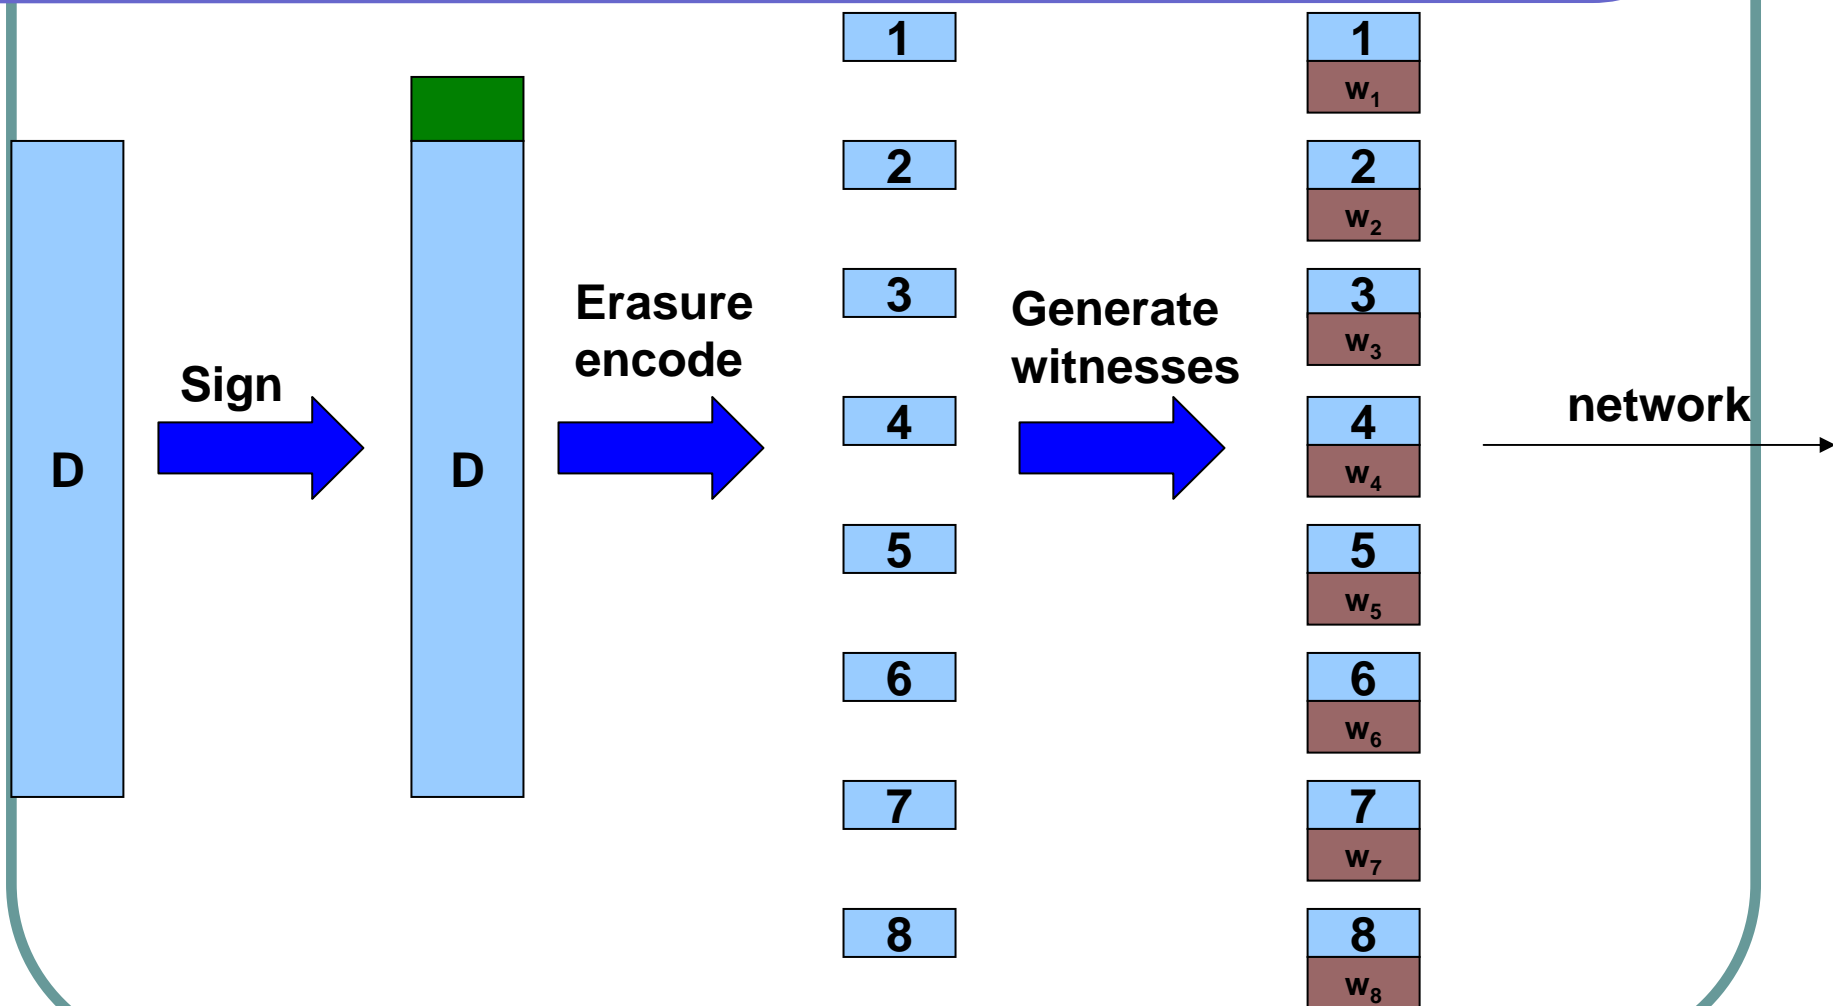 D
Sign
D
Erasure
encode
1
2
3
4
5
6
7
8
Generate
witnesses
1
w₁
2
w₂
3
w₃
4
w₄
5
w₅
6
w₆
7
w₇
8
w₈
network